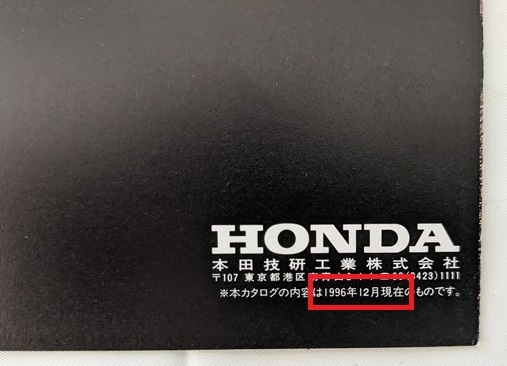 HONDA
本田技研工業株式会社
〒107 東京都港区 (3423)1111
※本カタログの内容は1996年12月現在のものです。